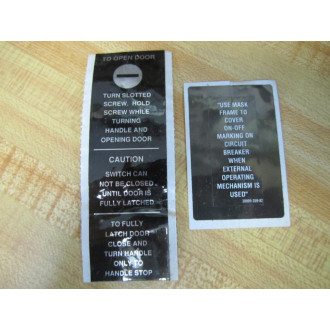 TO OPEN DOOR
TURN SLOTTED
SCREW. HOLD
SCREW WHILE
TURNING
HANDLE AND
OPENING DOOR
CAUTION
SWITCH CAN
NOT BE CLOSED
UNTIL DOOR IS
FULLY LATCHED
TO FULLY
LATCH DOOR
CLOSE AND
TURN HANDLE
ONLY TO
HANDLE STOP
"USE MASK
FRAME TO
COVER
ON-OFF
MARKING ON
CIRCUIT
BREAKER
WHEN
EXTERNAL
OPERATING
MECHANISM IS
USED"